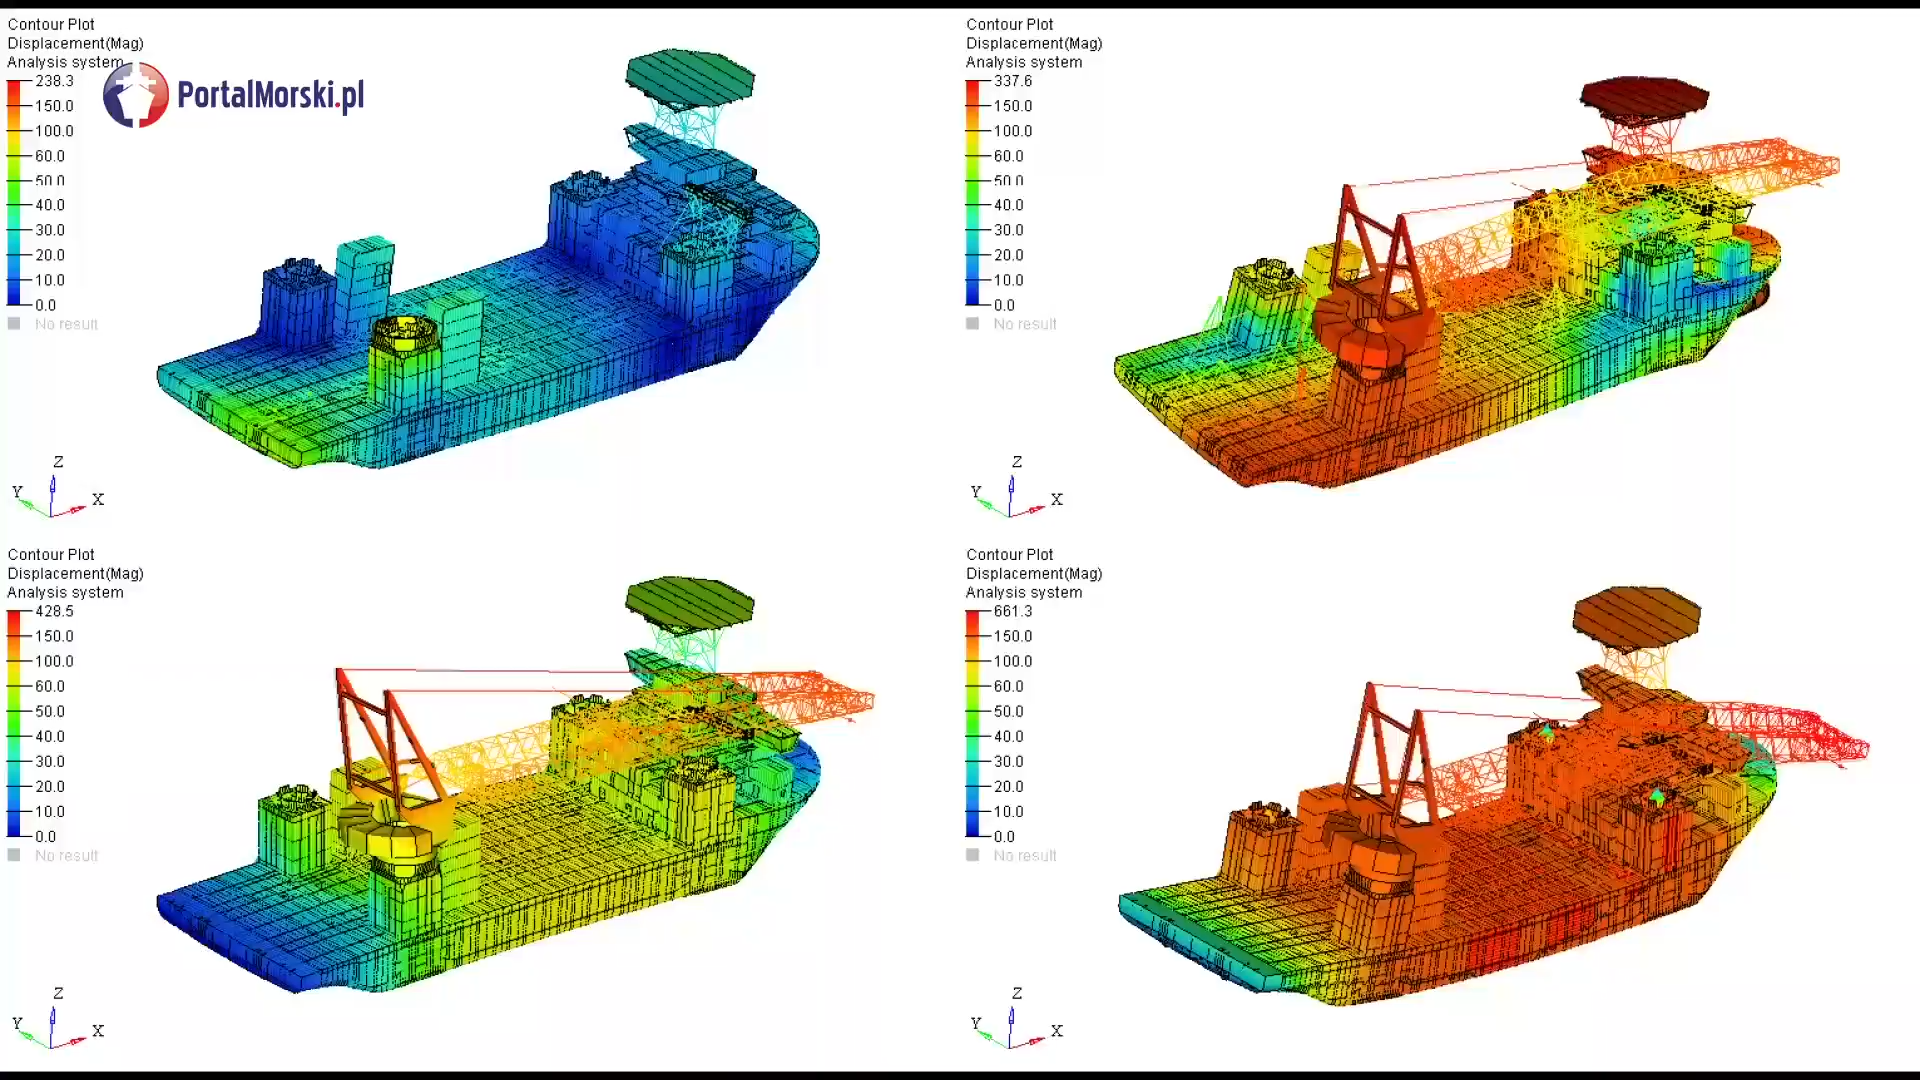 Contour Plot
Displacement(Mag)
Analysis system
238.3
150.0
100.0
60.0
50.0
40.0
30.0
20.0
10.0
0.0
No result
PortalMorski.pl
Z
Y
X
Contour Plot
Displacement(Mag)
Analysis system
337.6
150.0
100.0
60.0
50.0
40.0
30.0
20.0
10.0
0.0
No result
Z
Y
X
Contour Plot
Displacement(Mag)
Analysis system
428.5
150.0
100.0
60.0
50.0
40.0
30.0
20.0
10.0
0.0
No result
Z
Y
X
Contour Plot
Displacement(Mag)
Analysis system
661.3
150.0
100.0
60.0
50.0
40.0
30.0
20.0
10.0
0.0
No result
Z
Y
X